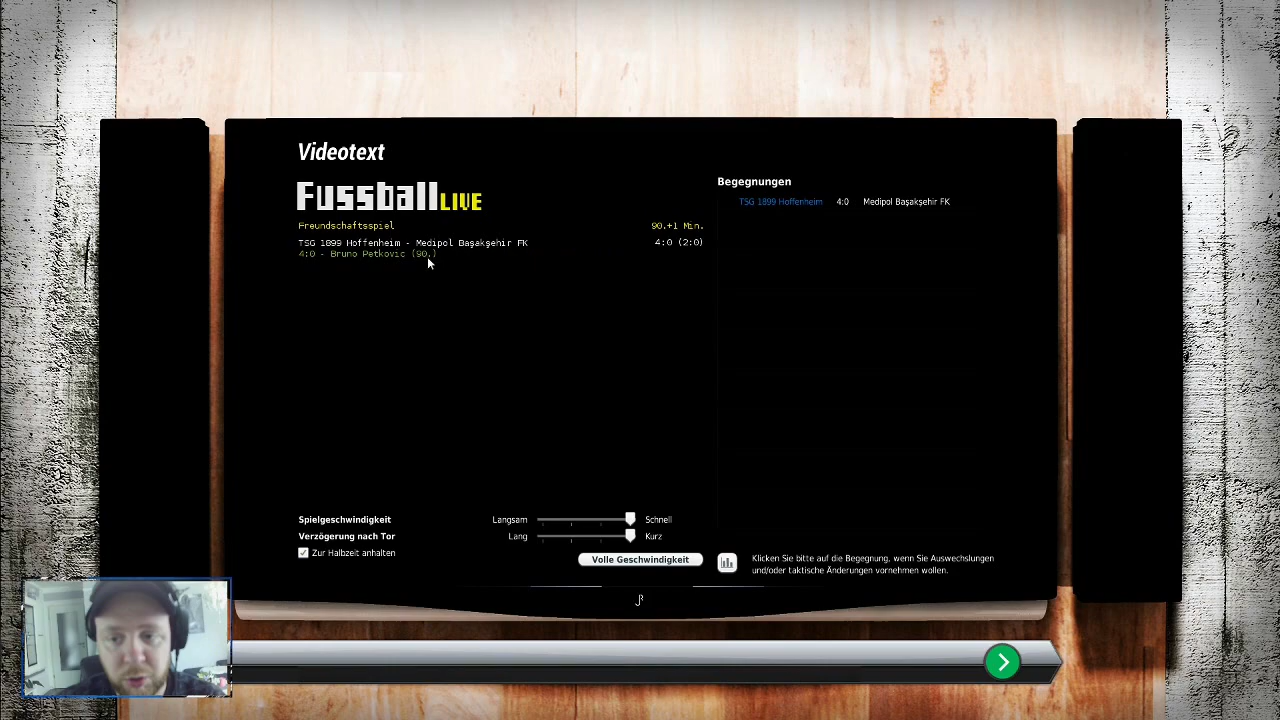 Videotext
Fussball LIVE
Freundschaftsspiel 90.+1 Min.
TSG 1899 Hoffenheim - Medipol Başakşehir FK 4:0 (2:0)
4:0 - Bruno Petkovic (90.)
Begegnungen
TSG 1899 Hoffenheim 4:0 Medipol Başakşehir FK
Spielgeschwindigkeit Langsam Schnell
Verzögerung nach Tor Lang Kurz
Zur Halbzeit anhalten
Volle Geschwindigkeit
Klicken Sie bitte auf die Begegnung, wenn Sie Auswechslungen
und/oder taktische Änderungen vornehmen wollen.